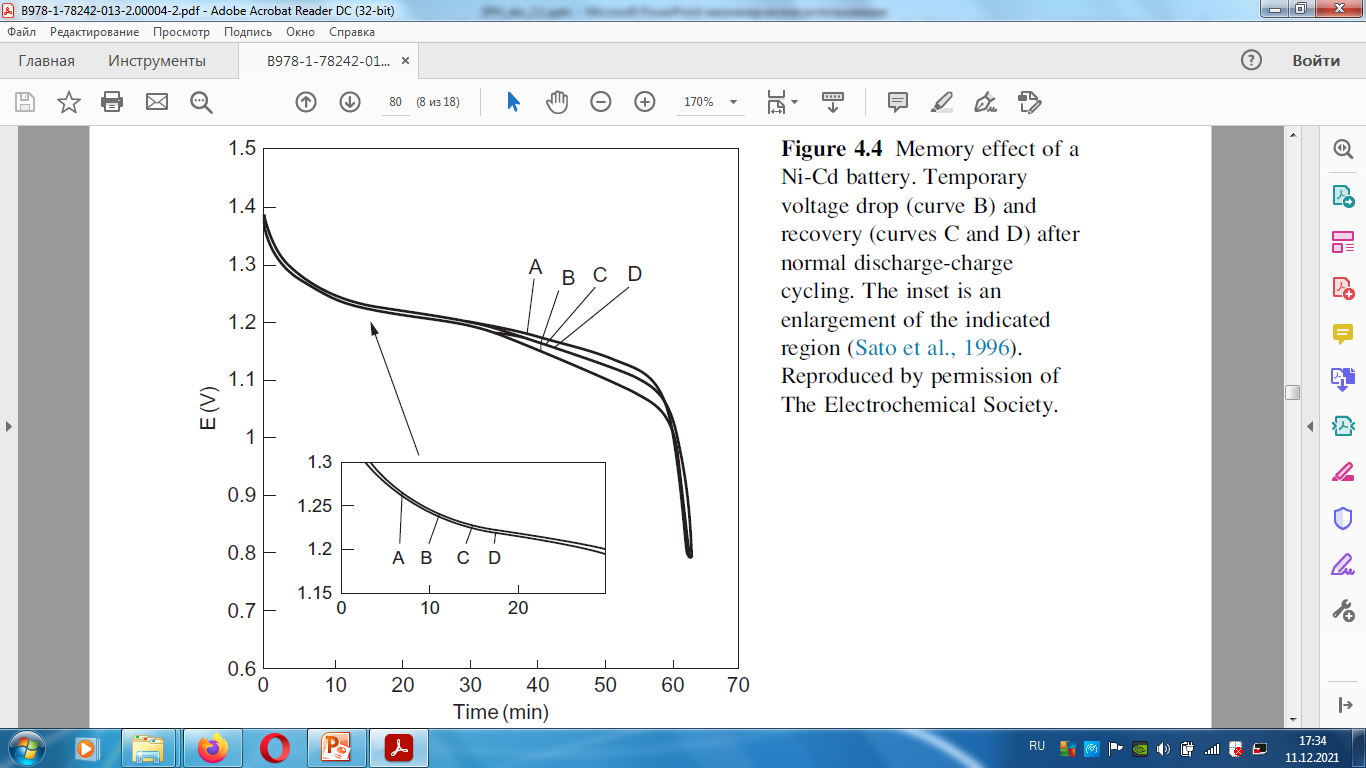 B978-1-78242-013-2.00004-2.pdf - Adobe Acrobat Reader DC (32-bit)
Файл Редактирование Просмотр Подпись Окно Справка
Главная Инструменты B978-1-78242-01... × ? Войти
80 (8 из 18) 170%
Figure 4.4 Memory effect of a
Ni-Cd battery. Temporary
voltage drop (curve B) and
recovery (curves C and D) after
normal discharge-charge
cycling. The inset is an
enlargement of the indicated
region (Sato et al., 1996).
Reproduced by permission of
The Electrochemical Society.
1.5
1.4
1.3
1.2
1.1
1
0.9
0.8
0.7
0.6
E (V)
A B C D
1.3
1.25
1.2
1.15
A B C D
0 10 20
0 10 20 30 40 50 60 70
Time (min)
RU
17:34
11.12.2021